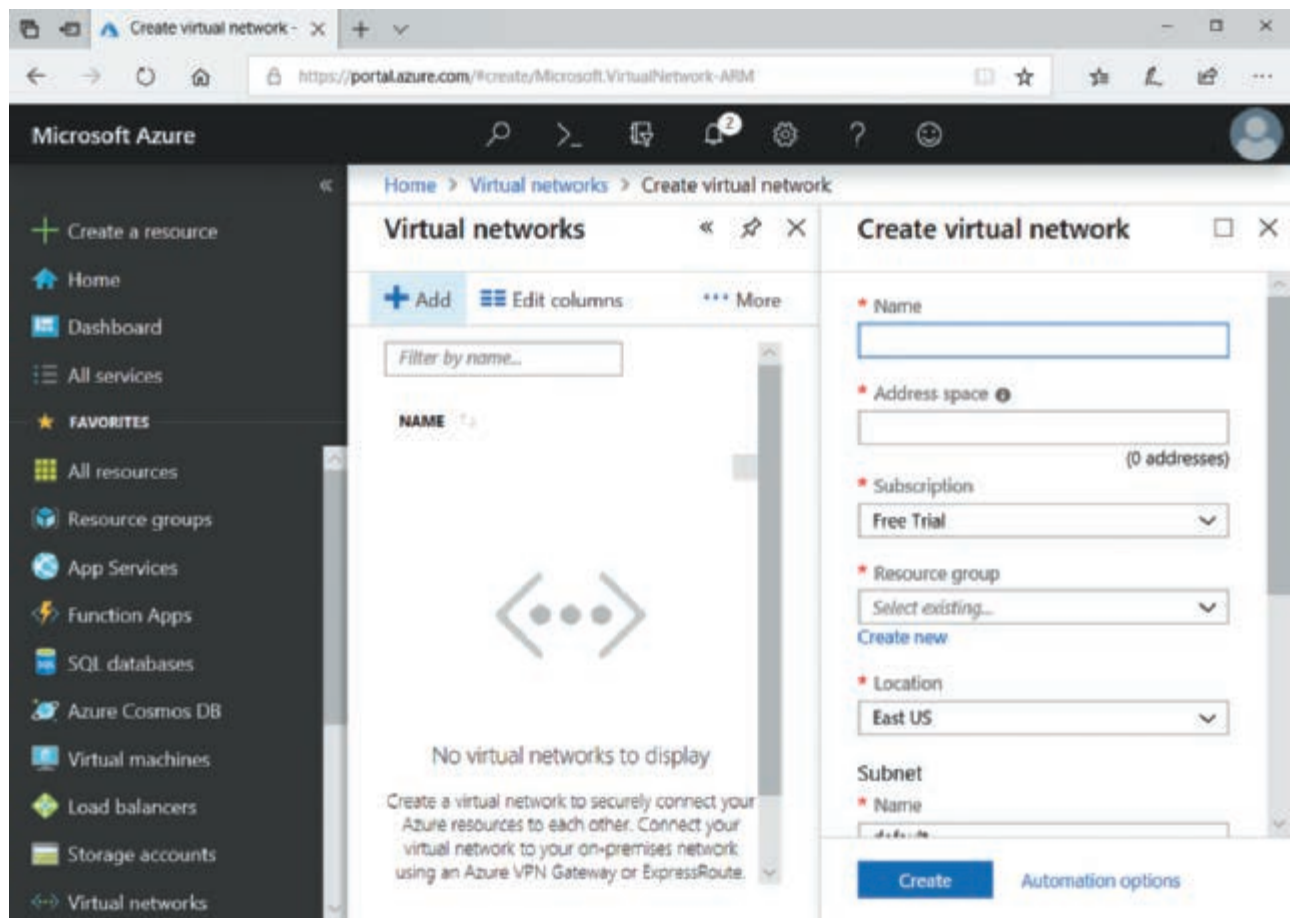 Create virtual network -
https://portal.azure.com/#create/Microsoft.VirtualNetwork-ARM
Microsoft Azure
2
Home > Virtual networks > Create virtual network
Create a resource
Home
Dashboard
All services
FAVORITES
All resources
Resource groups
App Services
Function Apps
SQL databases
Azure Cosmos DB
Virtual machines
Load balancers
Storage accounts
Virtual networks
Virtual networks
Add
Edit columns
More
Filter by name...
NAME
No virtual networks to display
Create a virtual network to securely connect your
Azure resources to each other. Connect your
virtual network to your on-premises network
using an Azure VPN Gateway or ExpressRoute.
Create virtual network
* Name
* Address space
(0 addresses)
* Subscription
Free Trial
* Resource group
Select existing...
Create new
* Location
East US
Subnet
* Name
default
Create
Automation options